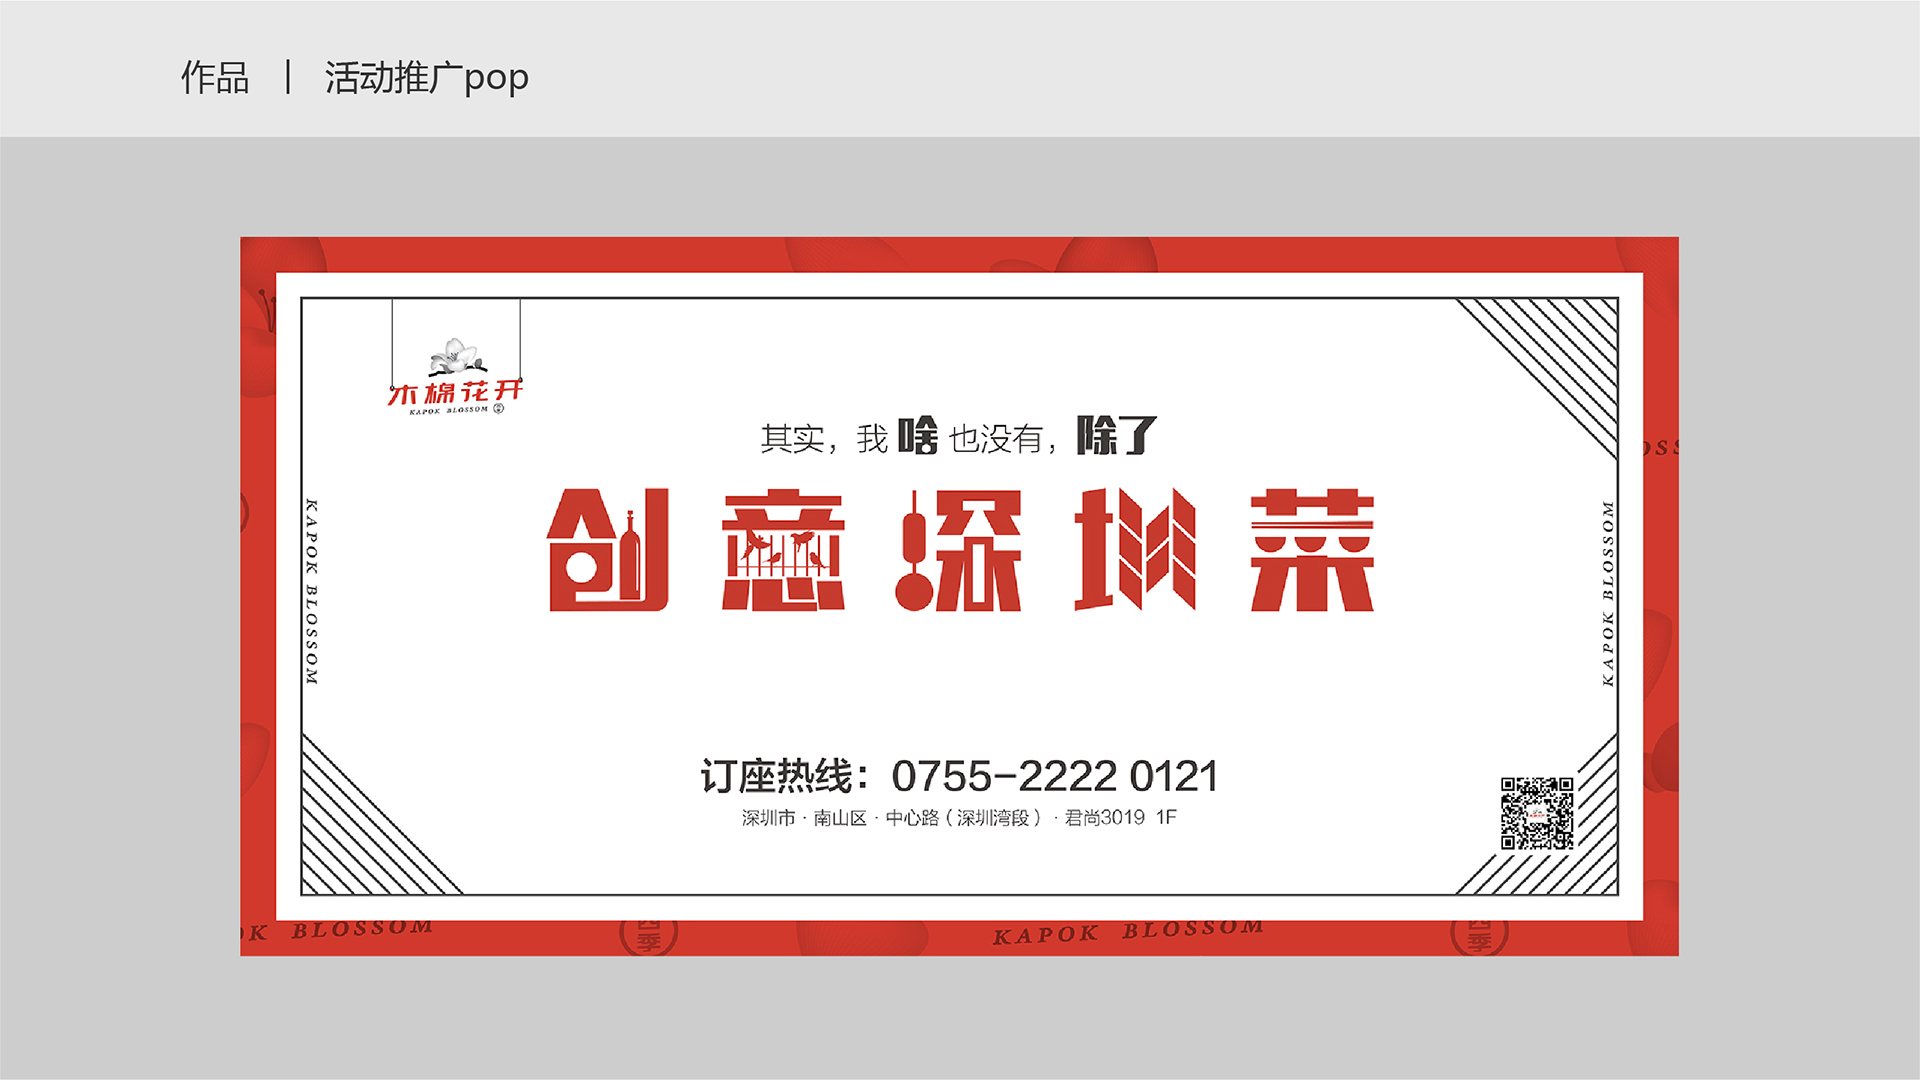 作品 | 活动推广pop
木棉花开
KAPOK BLOSSOM
其实，我啥也没有，除了
创意深圳菜
KAPOK BLOSSOM
KAPOK BLOSSOM
订座热线：0755-2222 0121
深圳市·南山区·中心路（深圳湾段）·君尚3019 1F
OSS
OK BLOSSOM
四季
KAPOK BLOSSOM
四季